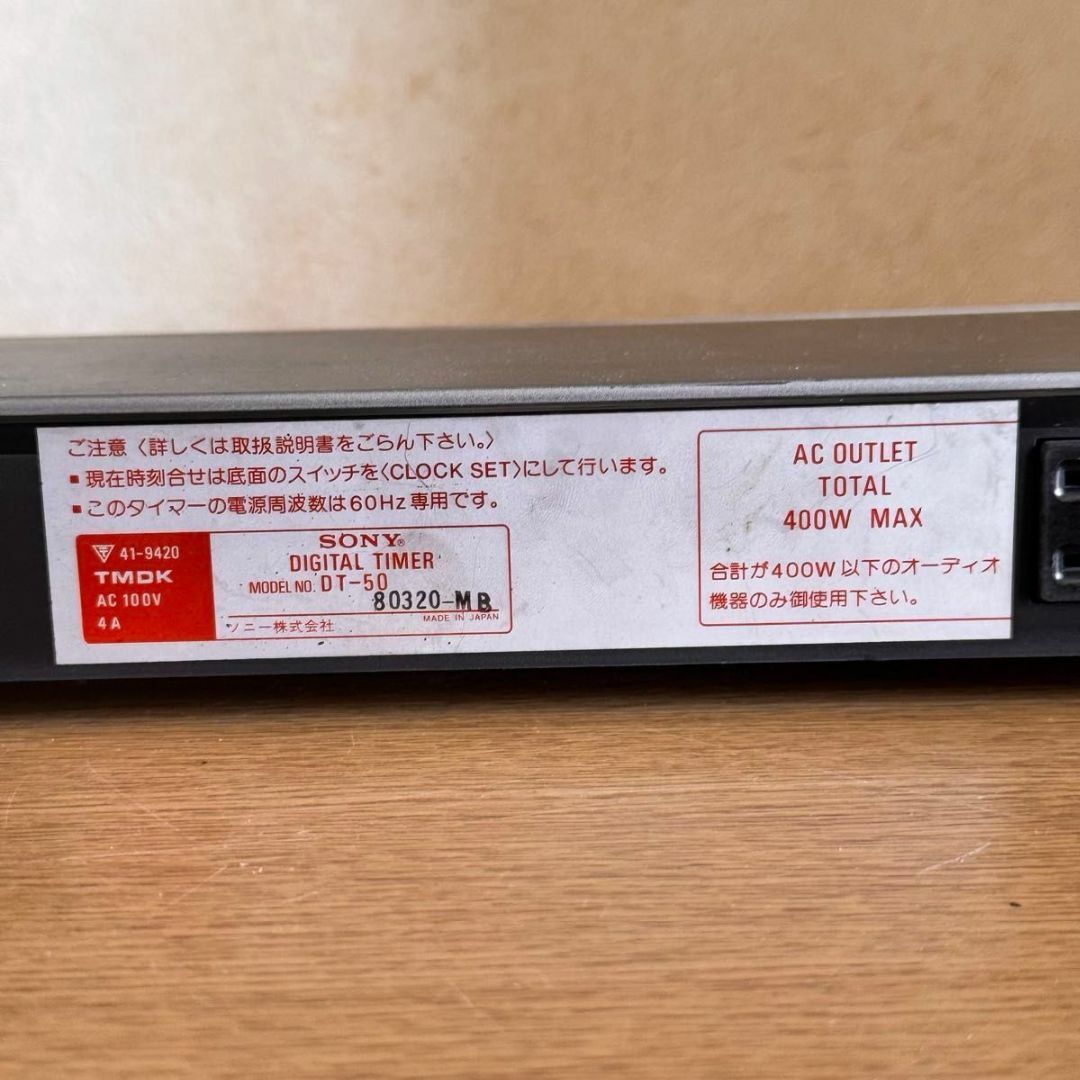 ご注意〈詳しくは取扱説明書をごらん下さい。〉
▪現在時刻合せは底面のスイッチを〈CLOCK SET〉にして行います。
▪このタイマーの電源周波数は60Hz専用です。
41-9420
TMDK
AC 100V
4A
SONY®
DIGITAL TIMER
MODEL NO. DT-50
80320-MB
MADE IN JAPAN
ソニー株式会社
AC OUTLET
TOTAL
400W MAX
合計が400W以下のオーディオ
機器のみ御使用下さい。